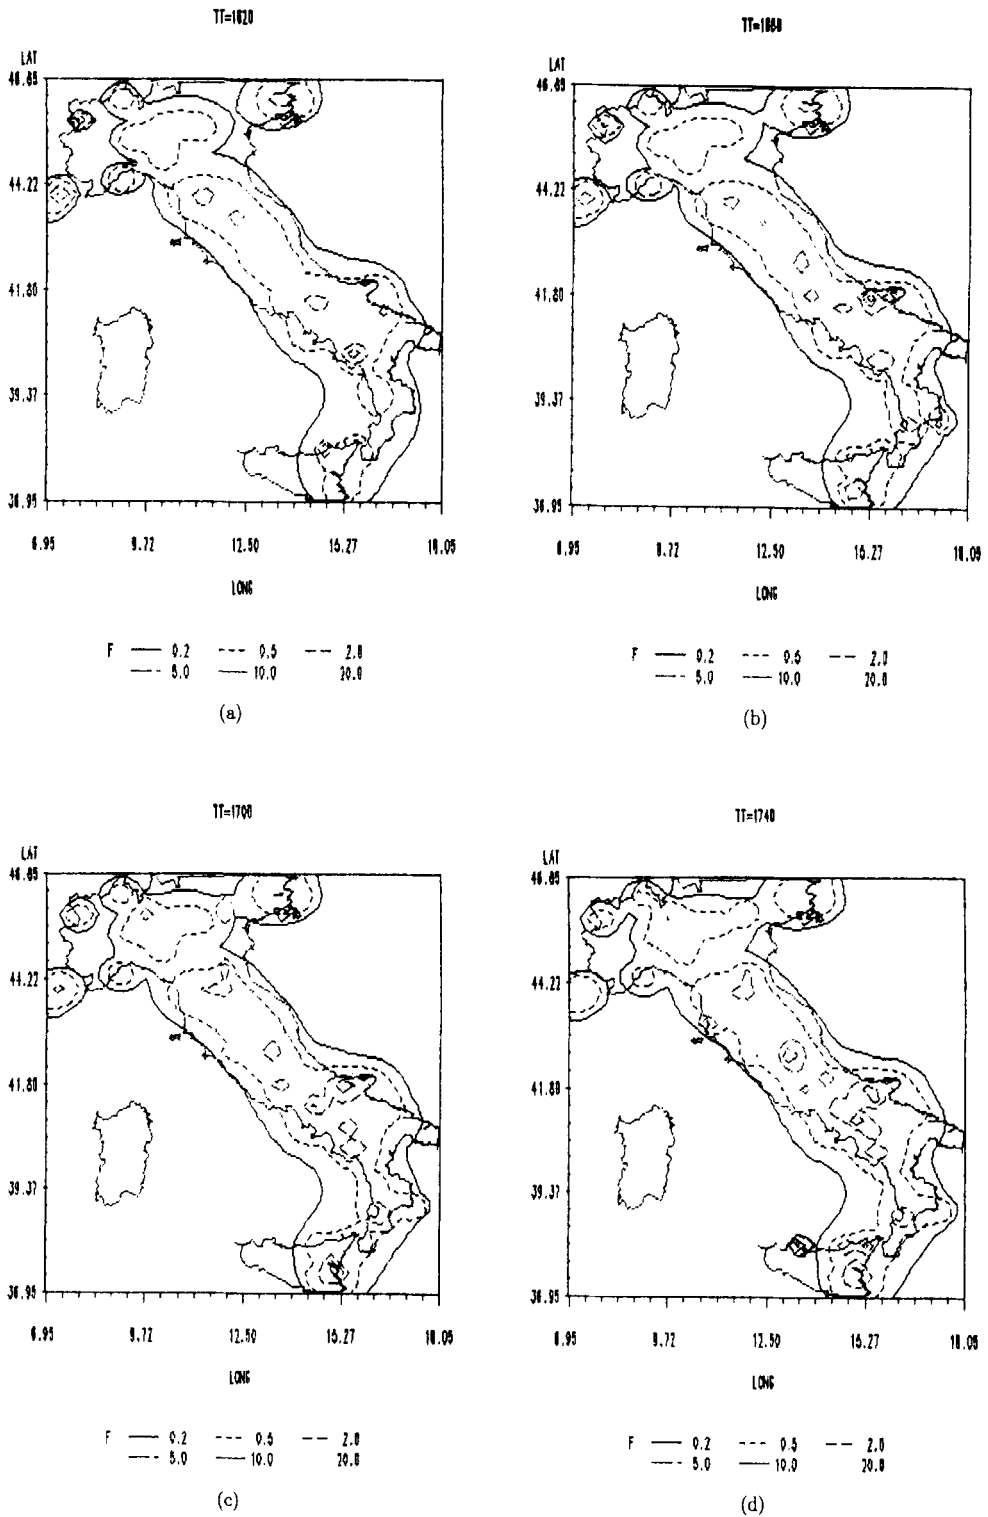 TT=1620
LAT
46.65
44.22
41.80
39.37
36.95
6.95 9.72 12.50 15.27 18.05
LONG
F 0.2 0.5 2.0
5.0 10.0 20.0
(a)
TT=1660
LAT
46.65
44.22
41.80
39.37
36.95
6.95 9.72 12.50 15.27 18.05
LONG
F 0.2 0.5 2.0
5.0 10.0 20.0
(b)
TT=1700
LAT
46.65
44.22
41.80
39.37
36.95
6.95 9.72 12.50 15.27 18.05
LONG
F 0.2 0.5 2.0
5.0 10.0 20.0
(c)
TT=1740
LAT
46.65
44.22
41.80
39.37
36.95
6.95 9.72 12.50 15.27 18.05
LONG
F 0.2 0.5 2.0
5.0 10.0 20.0
(d)